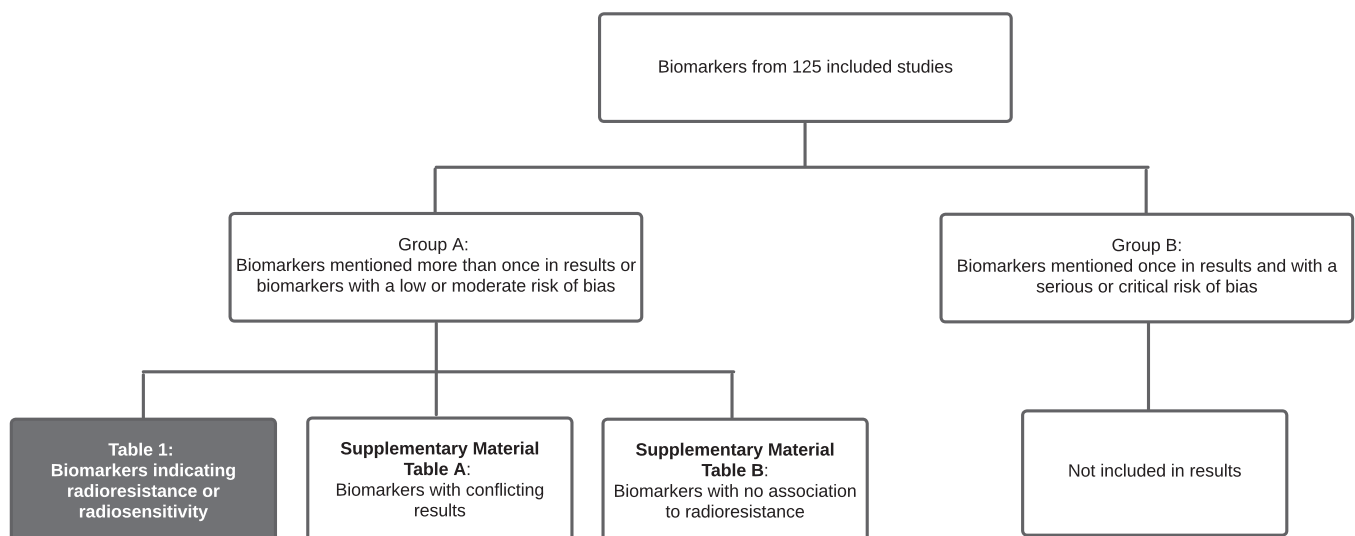 Biomarkers from 125 included studies
Group A:
Biomarkers mentioned more than once in results or
biomarkers with a low or moderate risk of bias
Group B:
Biomarkers mentioned once in results and with a
serious or critical risk of bias
Table 1:
Biomarkers indicating
radioresistance or
radiosensitivity
Supplementary Material
Table A:
Biomarkers with conflicting
results
Supplementary Material
Table B:
Biomarkers with no association
to radioresistance
Not included in results